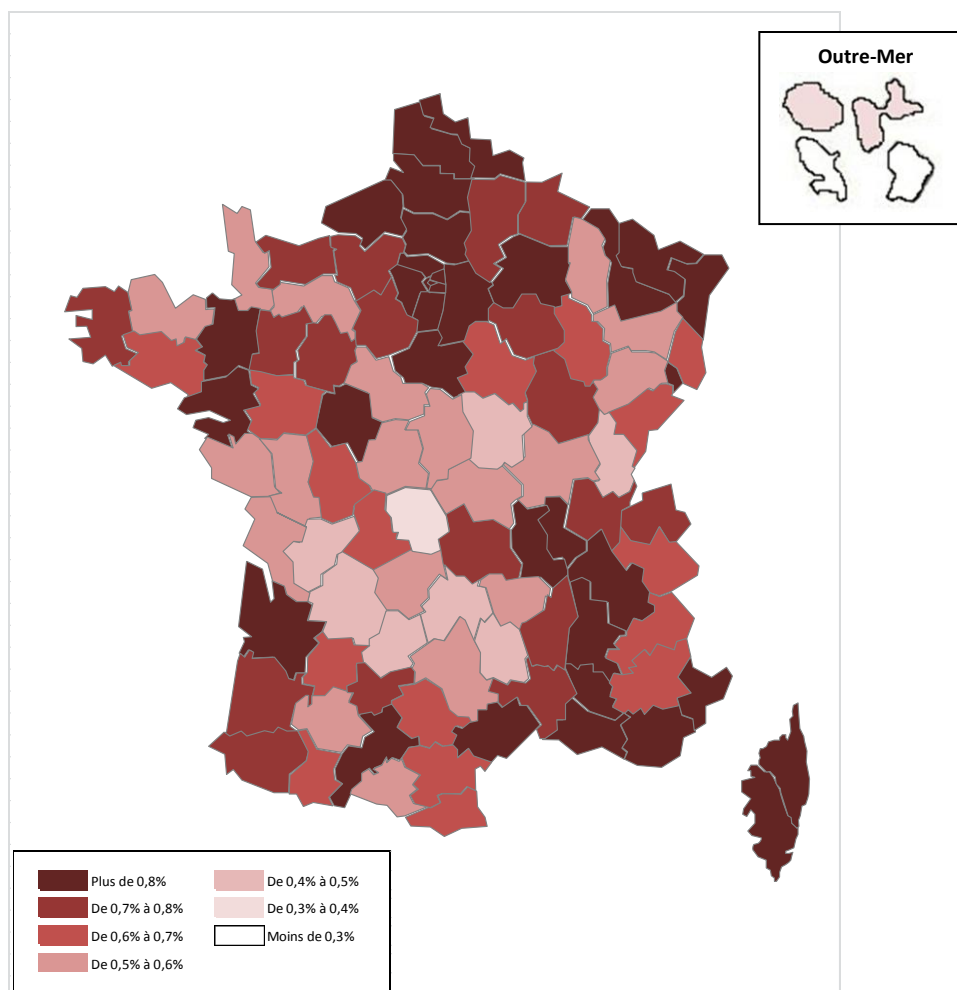 Outre-Mer
Plus de 0,8%
De 0,7% à 0,8%
De 0,6% à 0,7%
De 0,5% à 0,6%
De 0,4% à 0,5%
De 0,3% à 0,4%
Moins de 0,3%